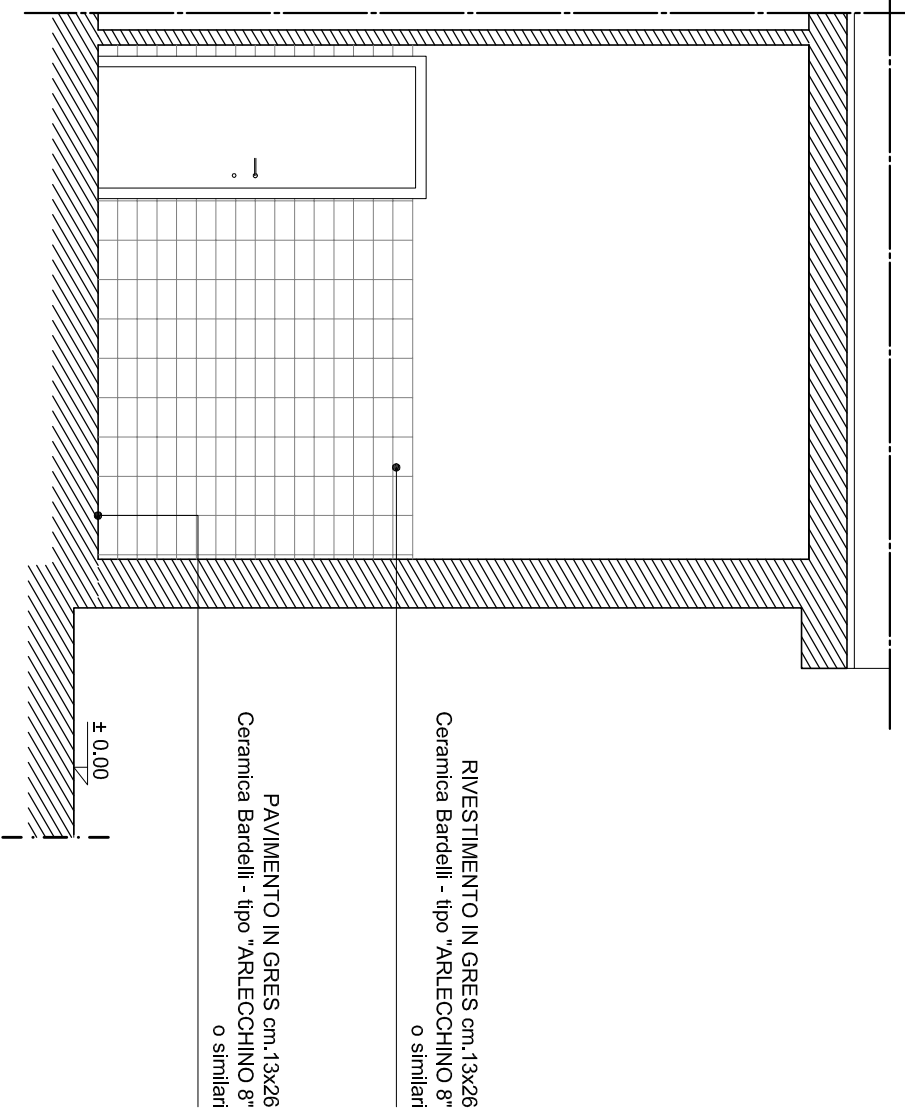 RIVESTIMENTO IN GRES cm.13x26
Ceramica Bardelli - tipo "ARLECCHINO 8"
o similari
PAVIMENTO IN GRES cm.13x26
Ceramica Bardelli - tipo "ARLECCHINO 8"
o similari
± 0.00